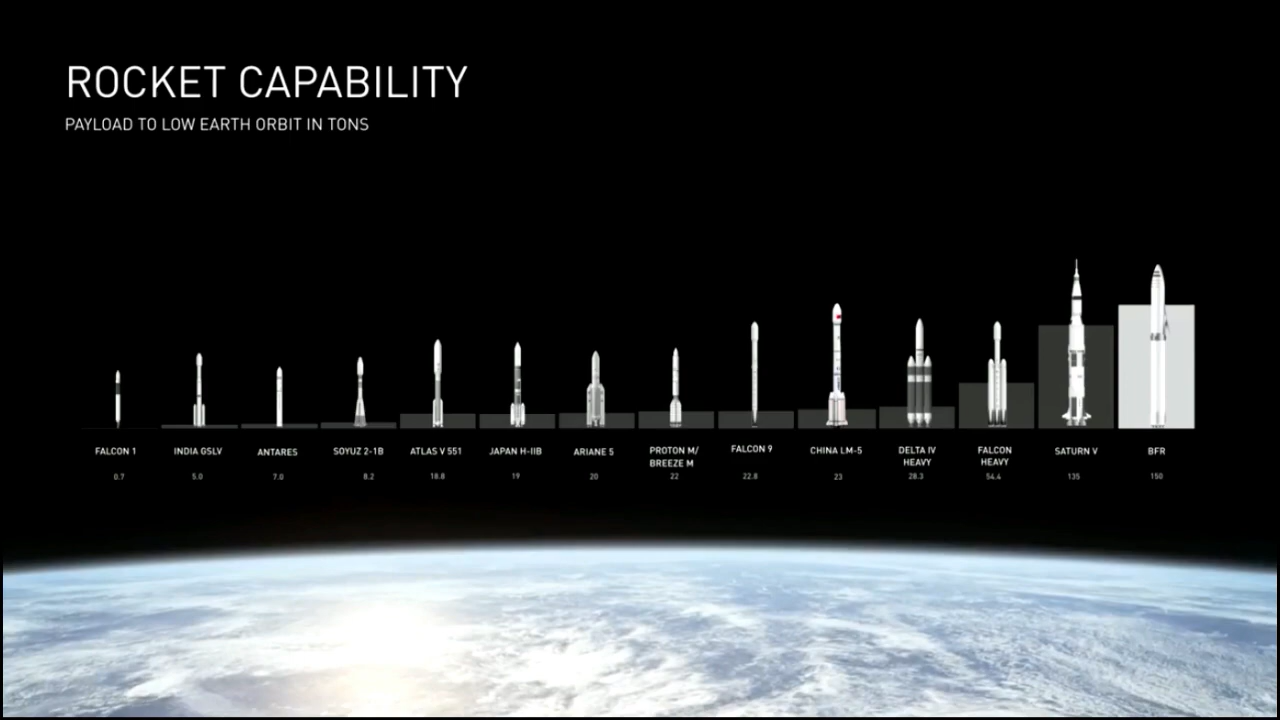 ROCKET CAPABILITY
PAYLOAD TO LOW EARTH ORBIT IN TONS
FALCON 1
INDIA GSLV
ANTARES
SOYUZ 2-1B
ATLAS V 551
JAPAN H-IIB
ARIANE 5
PROTON M/
BREEZE M
FALCON 9
CHINA LM-5
DELTA IV
HEAVY
FALCON
HEAVY
SATURN V
BFR
0.7
5.0
7.0
8.2
18.8
19
20
22
22.8
23
28.3
54.4
135
150